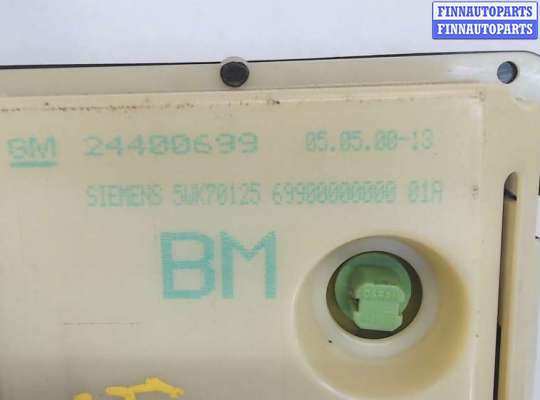 FINNAUTOPARTS
FINNAUTOPARTS
BM 24400699 05.05.00-13
SIEMENS 5WK70125 69900000000 01A
BM